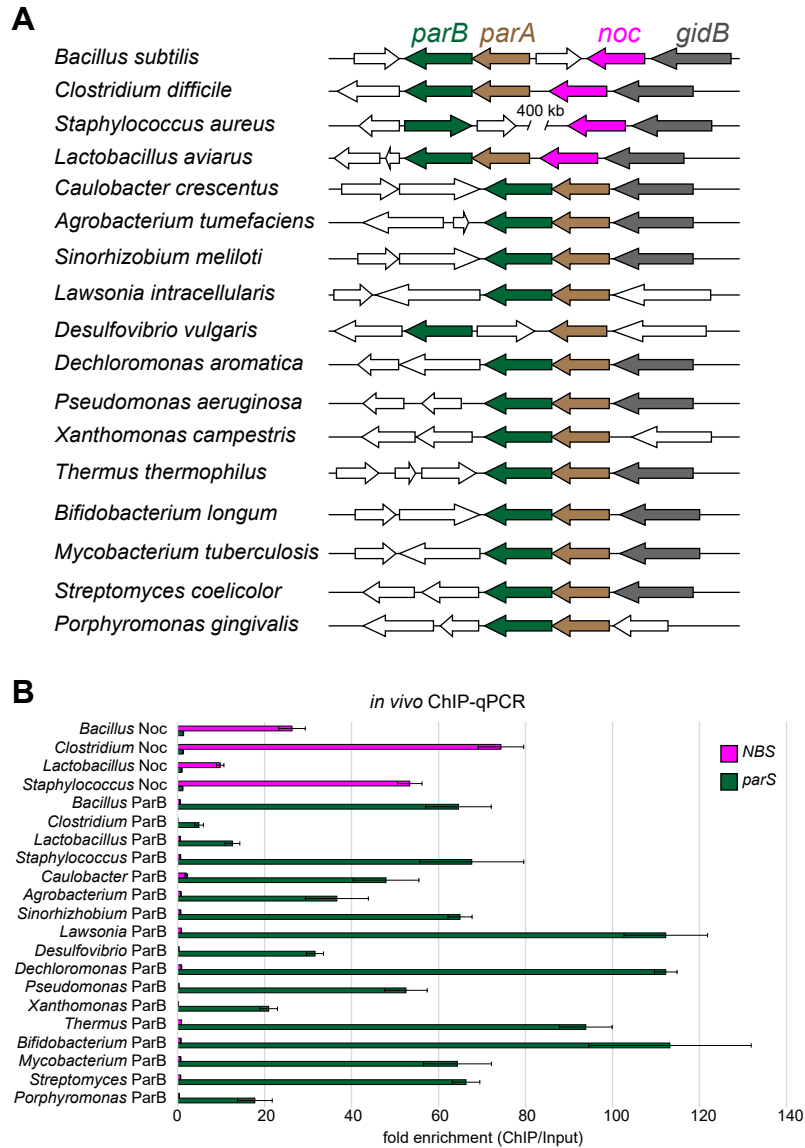 A
parB parA noc gidB
Bacillus subtilis
Clostridium difficile
400 kb
Staphylococcus aureus
Lactobacillus aviarus
Caulobacter crescentus
Agrobacterium tumefaciens
Sinorhizobium meliloti
Lawsonia intracellularis
Desulfovibrio vulgaris
Dechloromonas aromatica
Pseudomonas aeruginosa
Xanthomonas campestris
Thermus thermophilus
Bifidobacterium longum
Mycobacterium tuberculosis
Streptomyces coelicolor
Porphyromonas gingivalis
B
in vivo ChIP-qPCR
Bacillus Noc
Clostridium Noc
Lactobacillus Noc
Staphylococcus Noc
Bacillus ParB
Clostridium ParB
Lactobacillus ParB
Staphylococcus ParB
Caulobacter ParB
Agrobacterium ParB
Sinorhizhobium ParB
Lawsonia ParB
Desulfovibrio ParB
Dechloromonas ParB
Pseudomonas ParB
Xanthomonas ParB
Thermus ParB
Bifidobacterium ParB
Mycobacterium ParB
Streptomyces ParB
Porphyromonas ParB
NBS
parS
0 20 40 60 80 100 120 140
fold enrichment (ChIP/Input)